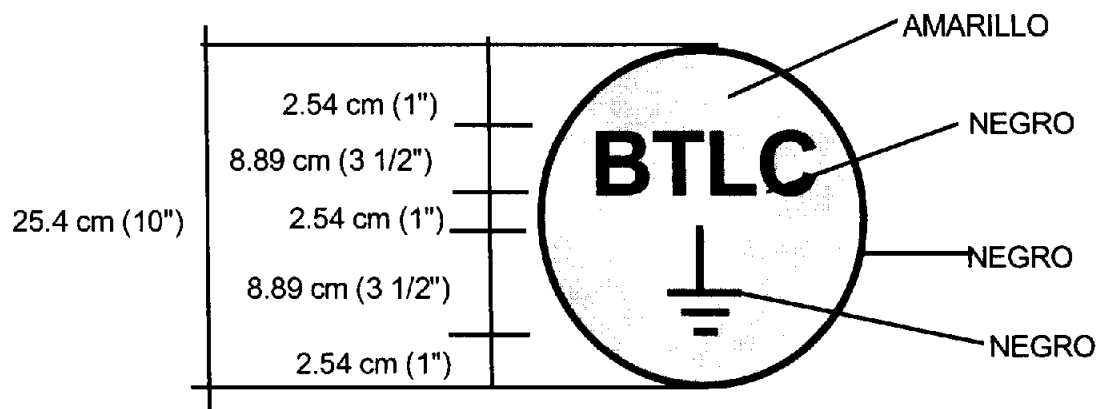 AMARILLO
2.54 cm (1")
NEGRO
8.89 cm (3 1/2")
BTLC
25.4 cm (10")
2.54 cm (1")
NEGRO
8.89 cm (3 1/2")
NEGRO
2.54 cm (1")